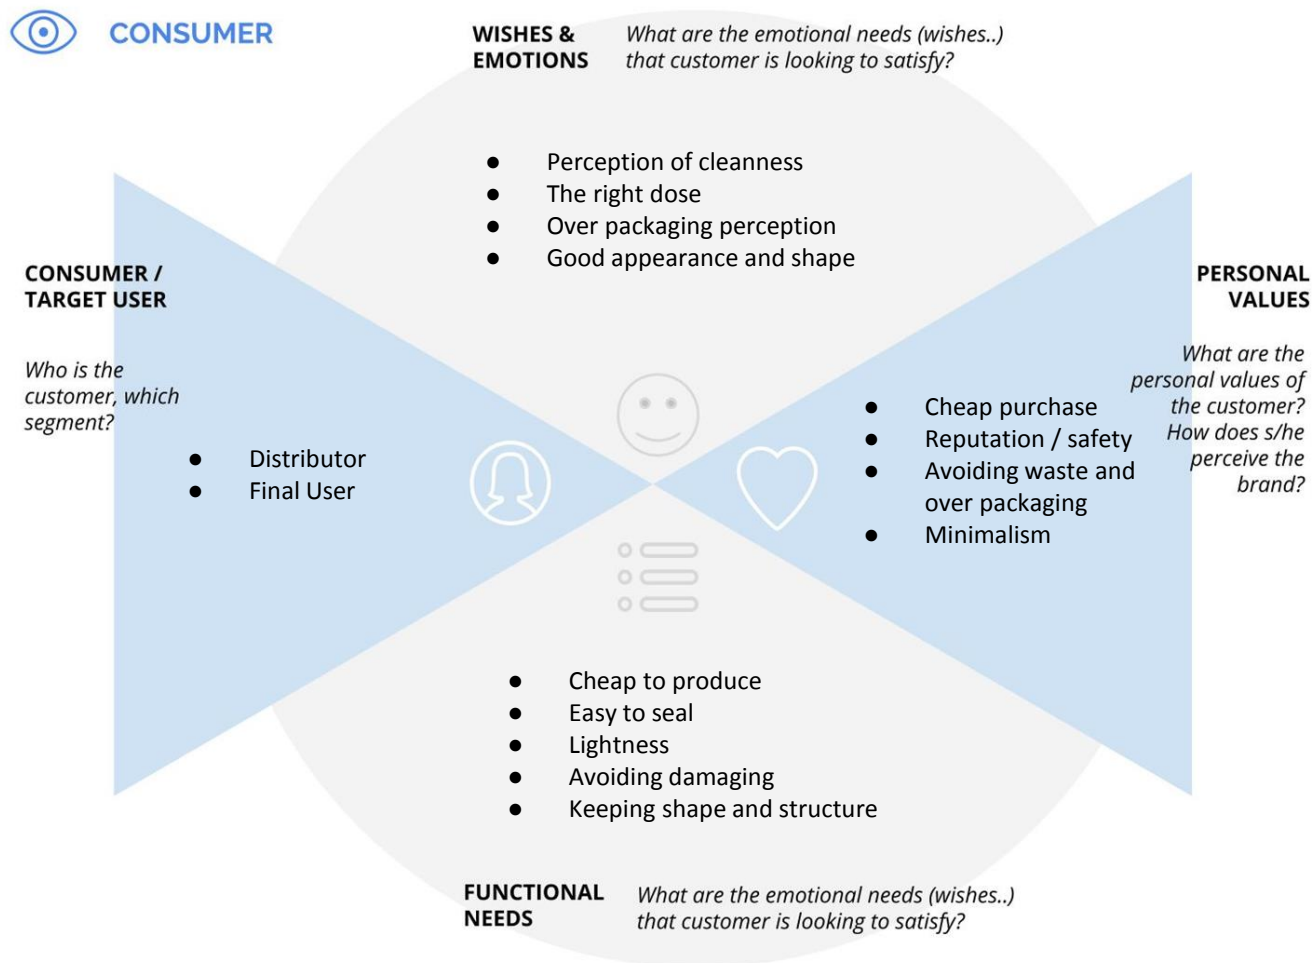 CONSUMER
WISHES &
EMOTIONS
What are the emotional needs (wishes..)
that customer is looking to satisfy?
● Perception of cleanness
● The right dose
● Over packaging perception
● Good appearance and shape
CONSUMER /
TARGET USER
Who is the
customer, which
segment?
● Distributor
● Final User
PERSONAL
VALUES
What are the
personal values of
the customer?
How does s/he
perceive the
brand?
● Cheap purchase
● Reputation / safety
● Avoiding waste and
over packaging
● Minimalism
● Cheap to produce
● Easy to seal
● Lightness
● Avoiding damaging
● Keeping shape and structure
FUNCTIONAL
NEEDS
What are the emotional needs (wishes..)
that customer is looking to satisfy?